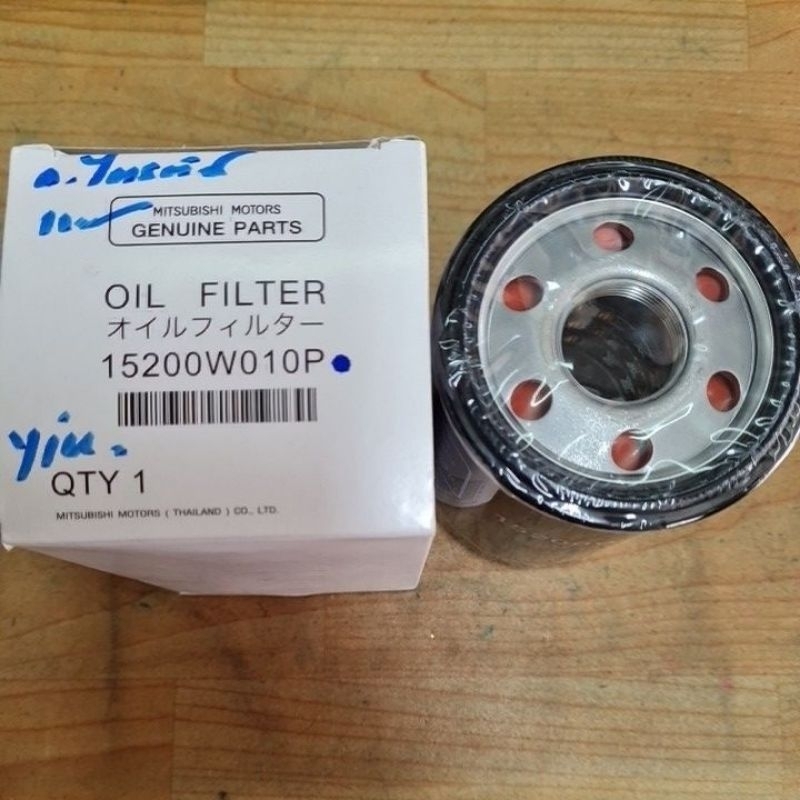 MITSUBISHI MOTORS
GENUINE PARTS
OIL FILTER
オイルフィルター
15200W010P
QTY 1
MITSUBISHI MOTORS ( THAILAND ) CO., LTD.